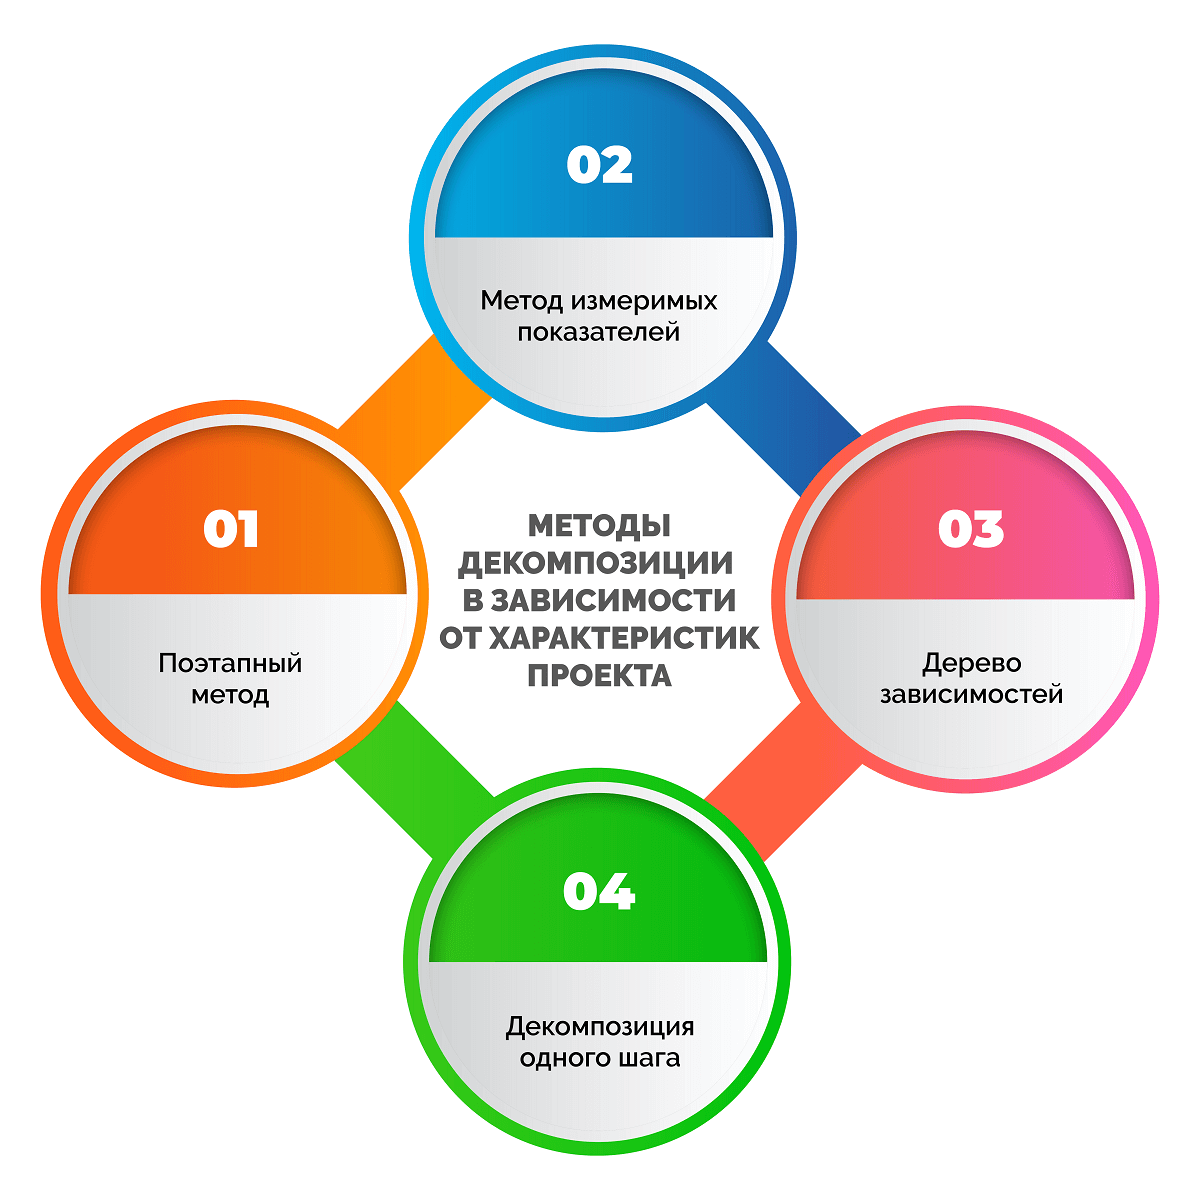 02
Метод измеримых
показателей
01
Поэтапный
метод
МЕТОДЫ
ДЕКОМПОЗИЦИИ
В ЗАВИСИМОСТИ
ОТ ХАРАКТЕРИСТИК
ПРОЕКТА
03
Дерево
зависимостей
04
Декомпозиция
одного шага